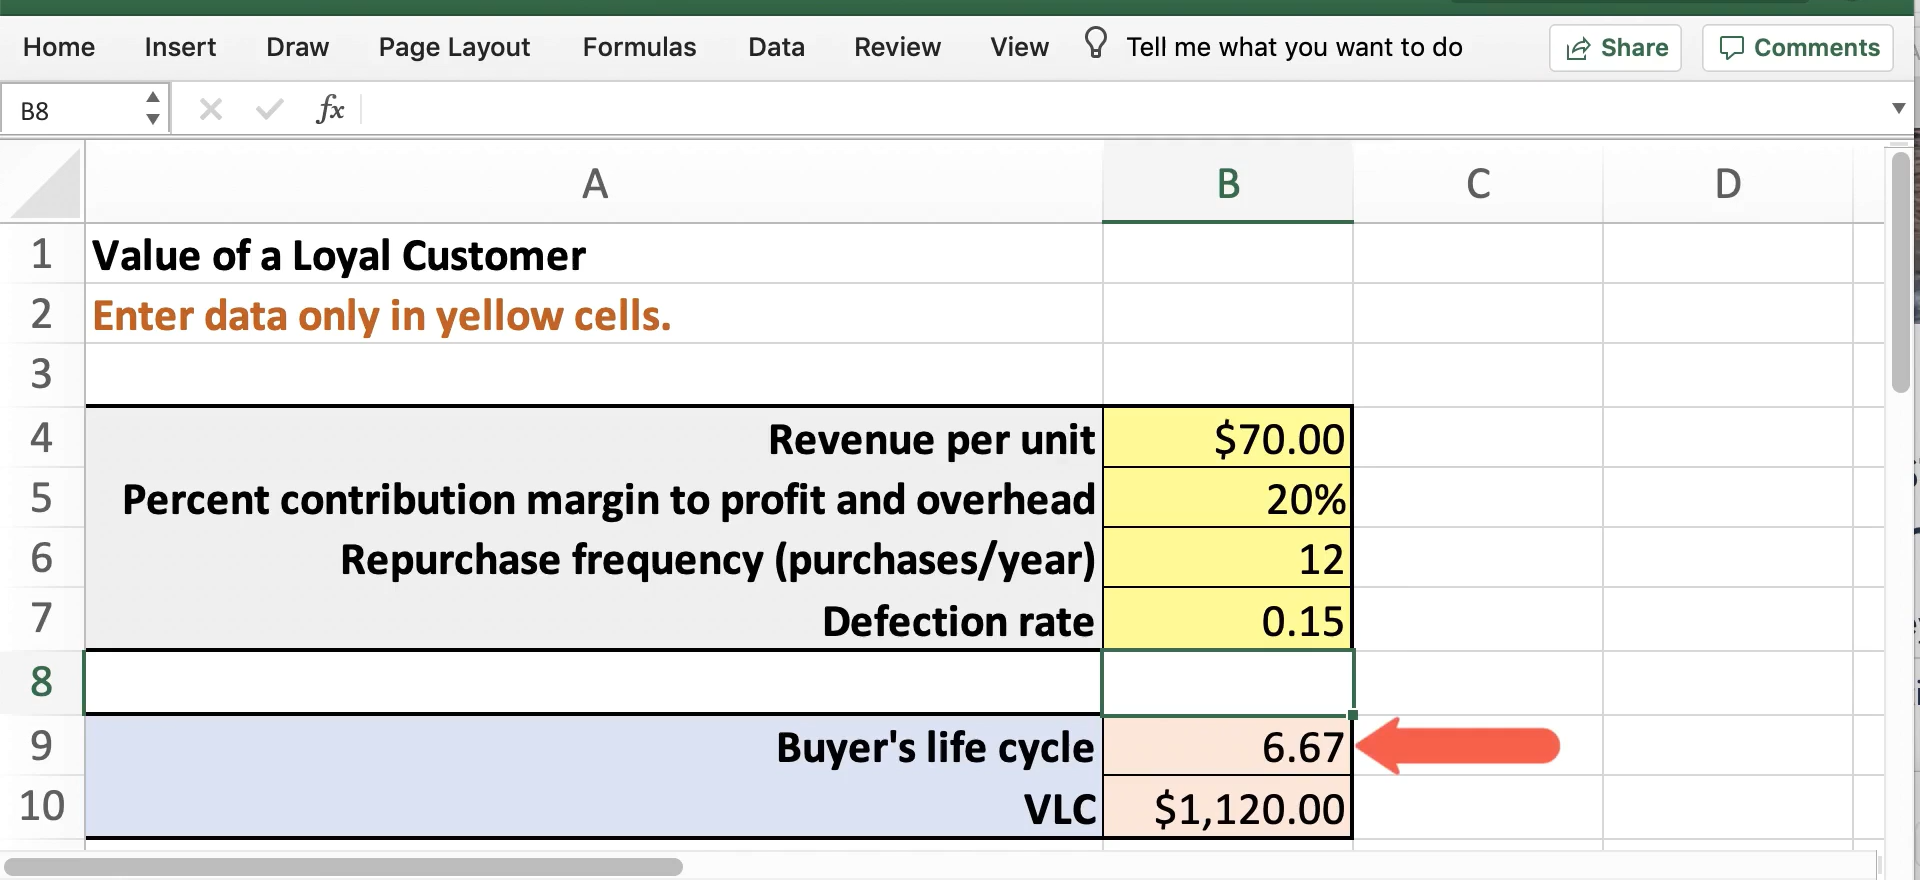 Home Insert Draw Page Layout Formulas Data Review View Tell me what you want to do Share Comments
B8 fx
A B C D
1 Value of a Loyal Customer
2 Enter data only in yellow cells.
3
4 Revenue per unit $70.00
5 Percent contribution margin to profit and overhead 20%
6 Repurchase frequency (purchases/year) 12
7 Defection rate 0.15
8
9 Buyer's life cycle 6.67
10 VLC $1,120.00